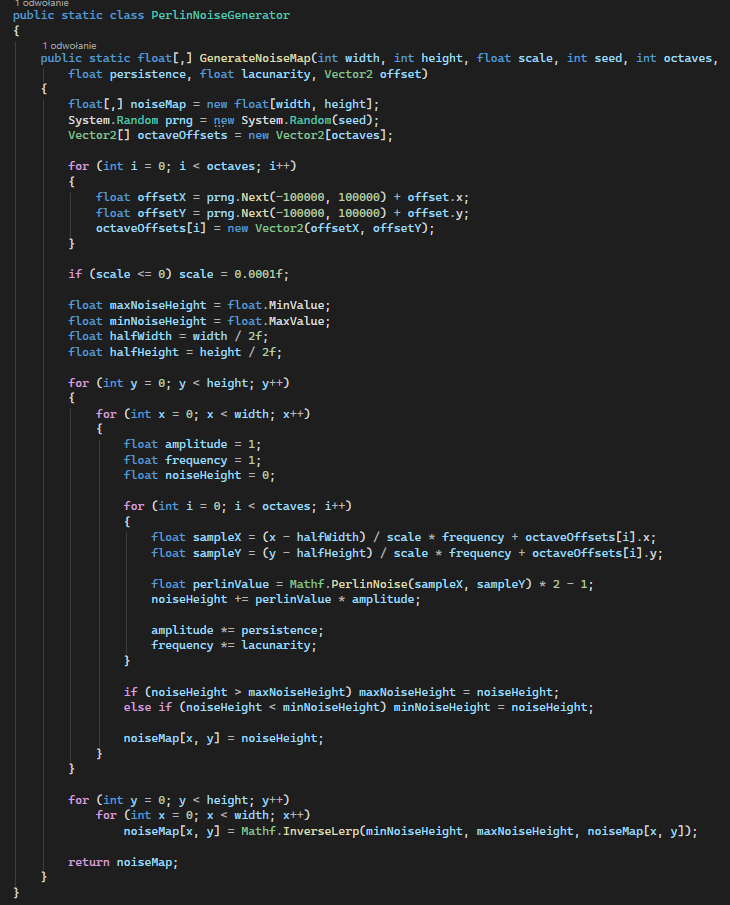 1 odwołanie
public static class PerlinNoiseGenerator
{
1 odwołanie
public static float[,] GenerateNoiseMap(int width, int height, float scale, int seed, int octaves,
float persistence, float lacunarity, Vector2 offset)
{
float[,] noiseMap = new float[width, height];
System.Random prng = new System.Random(seed);
Vector2[] octaveOffsets = new Vector2[octaves];
for (int i = 0; i < octaves; i++)
{
float offsetX = prng.Next(-100000, 100000) + offset.x;
float offsetY = prng.Next(-100000, 100000) + offset.y;
octaveOffsets[i] = new Vector2(offsetX, offsetY);
}
if (scale <= 0) scale = 0.0001f;
float maxNoiseHeight = float.MinValue;
float minNoiseHeight = float.MaxValue;
float halfWidth = width / 2f;
float halfHeight = height / 2f;
for (int y = 0; y < height; y++)
{
for (int x = 0; x < width; x++)
{
float amplitude = 1;
float frequency = 1;
float noiseHeight = 0;
for (int i = 0; i < octaves; i++)
{
float sampleX = (x - halfWidth) / scale * frequency + octaveOffsets[i].x;
float sampleY = (y - halfHeight) / scale * frequency + octaveOffsets[i].y;
float perlinValue = Mathf.PerlinNoise(sampleX, sampleY) * 2 - 1;
noiseHeight += perlinValue * amplitude;
amplitude *= persistence;
frequency *= lacunarity;
}
if (noiseHeight > maxNoiseHeight) maxNoiseHeight = noiseHeight;
else if (noiseHeight < minNoiseHeight) minNoiseHeight = noiseHeight;
noiseMap[x, y] = noiseHeight;
}
}
for (int y = 0; y < height; y++)
for (int x = 0; x < width; x++)
noiseMap[x, y] = Mathf.InverseLerp(minNoiseHeight, maxNoiseHeight, noiseMap[x, y]);
return noiseMap;
}
}